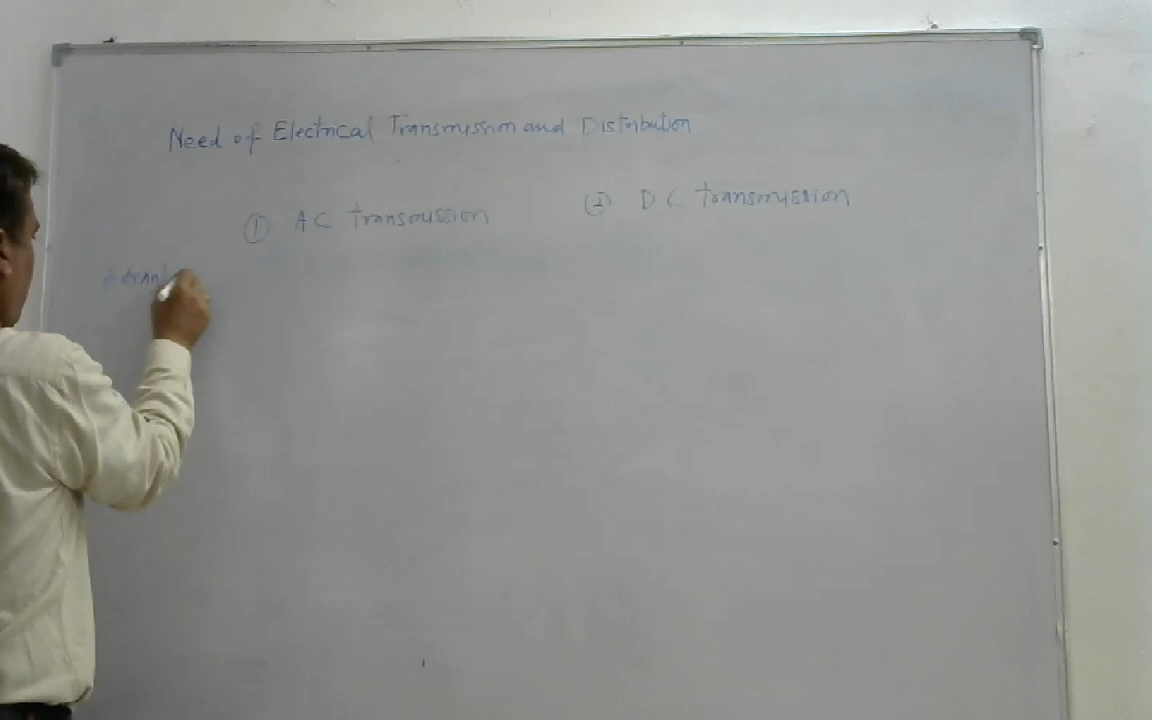 Need of Electrical Transmission and Distribution
① AC transmission ② DC transmission